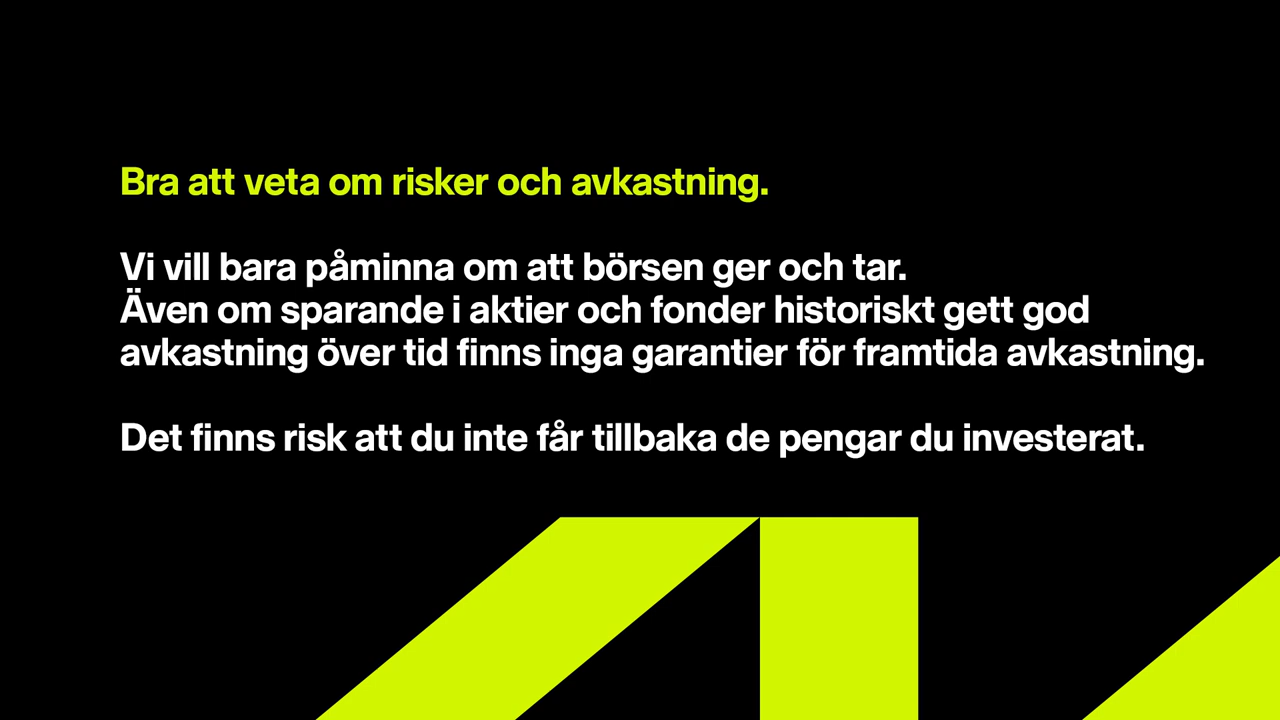 Bra att veta om risker och avkastning.
Vi vill bara påminna om att börsen ger och tar.
Även om sparande i aktier och fonder historiskt gett god
avkastning över tid finns inga garantier för framtida avkastning.
Det finns risk att du inte får tillbaka de pengar du investerat.